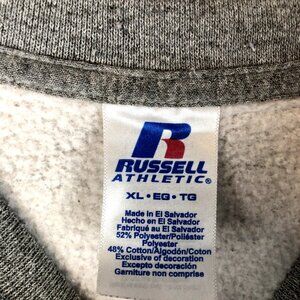 R
RUSSELL
ATHLETIC®
XL • EG • TG
Made in El Salvador
Hecho en El Salvador
Fabriqué au El Salvador
52% Polyester/Poliéster
Polyester
48% Cotton/Algodón/Coton
Exclusive of decoration
Excepto decoración
Garniture non comprise